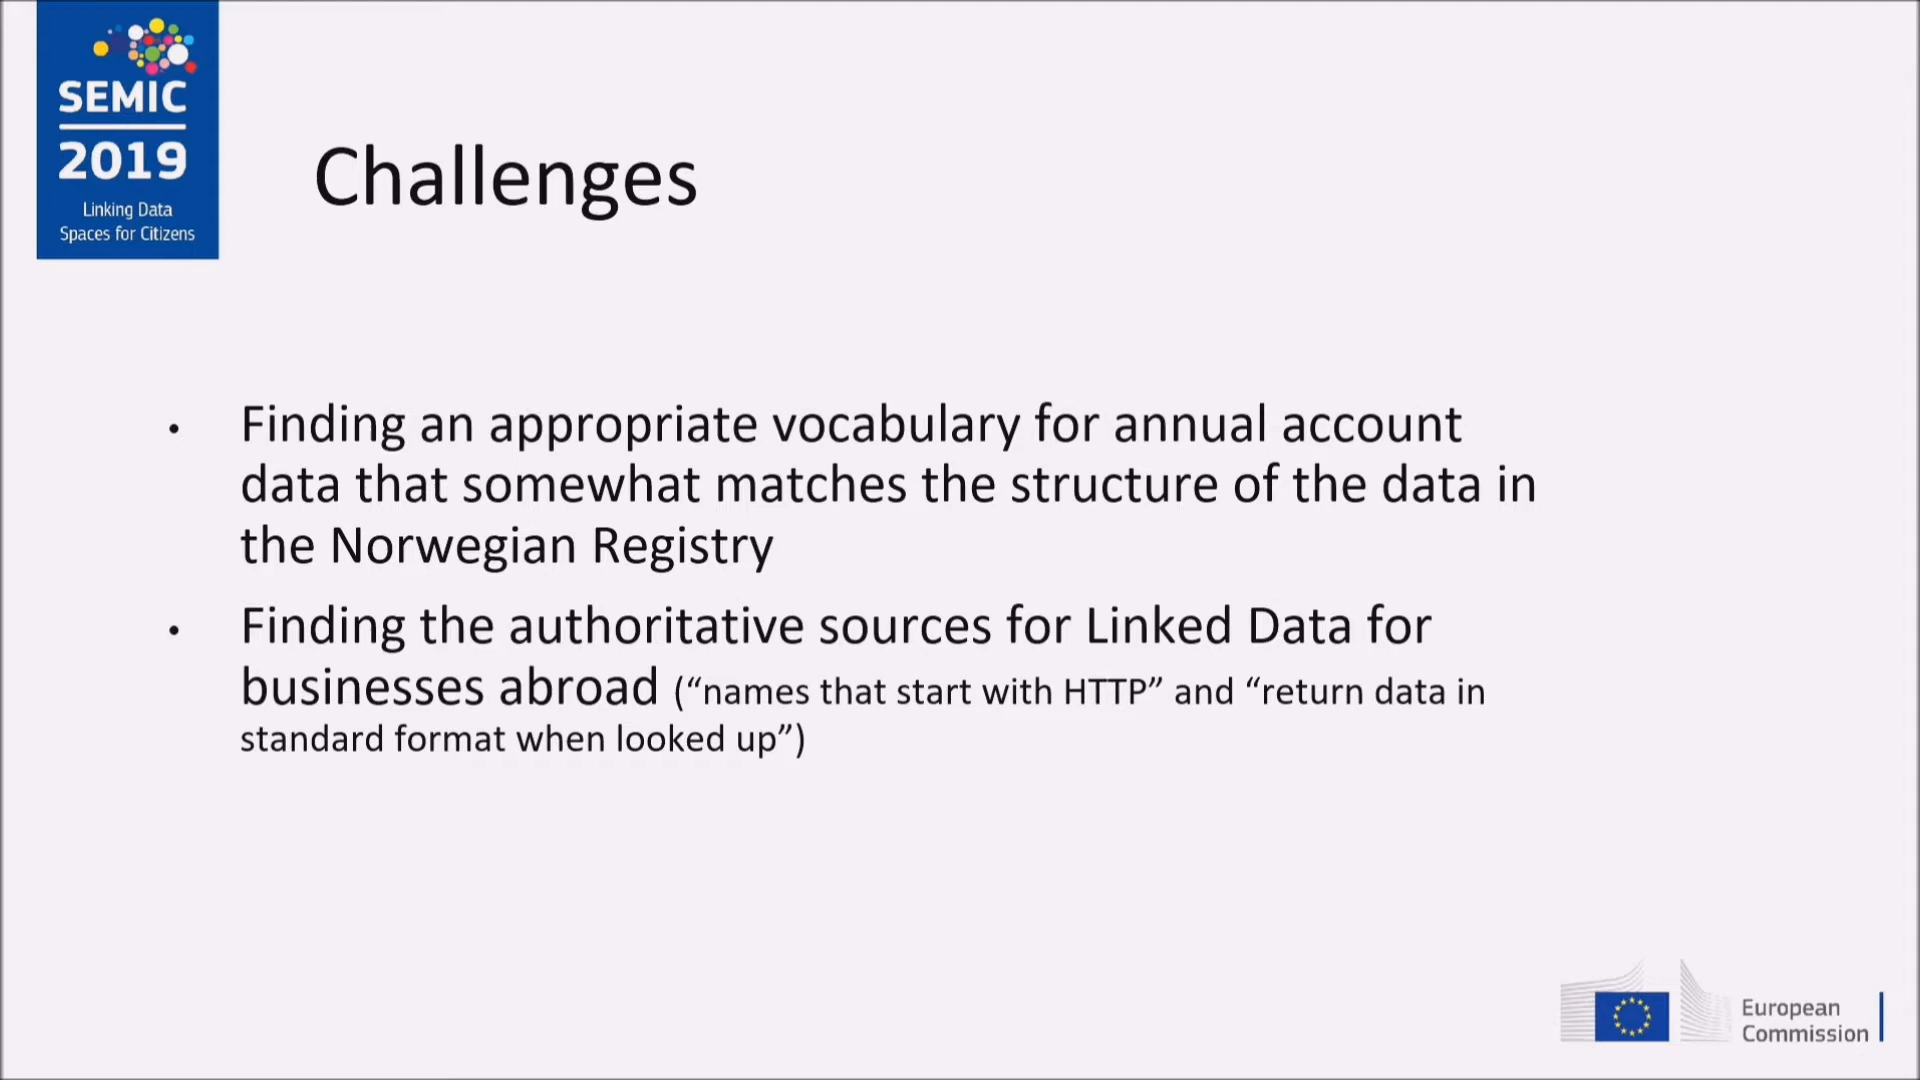 SEMIC
2019
Linking Data
Spaces for Citizens
Challenges
• Finding an appropriate vocabulary for annual account
data that somewhat matches the structure of the data in
the Norwegian Registry
• Finding the authoritative sources for Linked Data for
businesses abroad (“names that start with HTTP” and “return data in
standard format when looked up”)
European
Commission